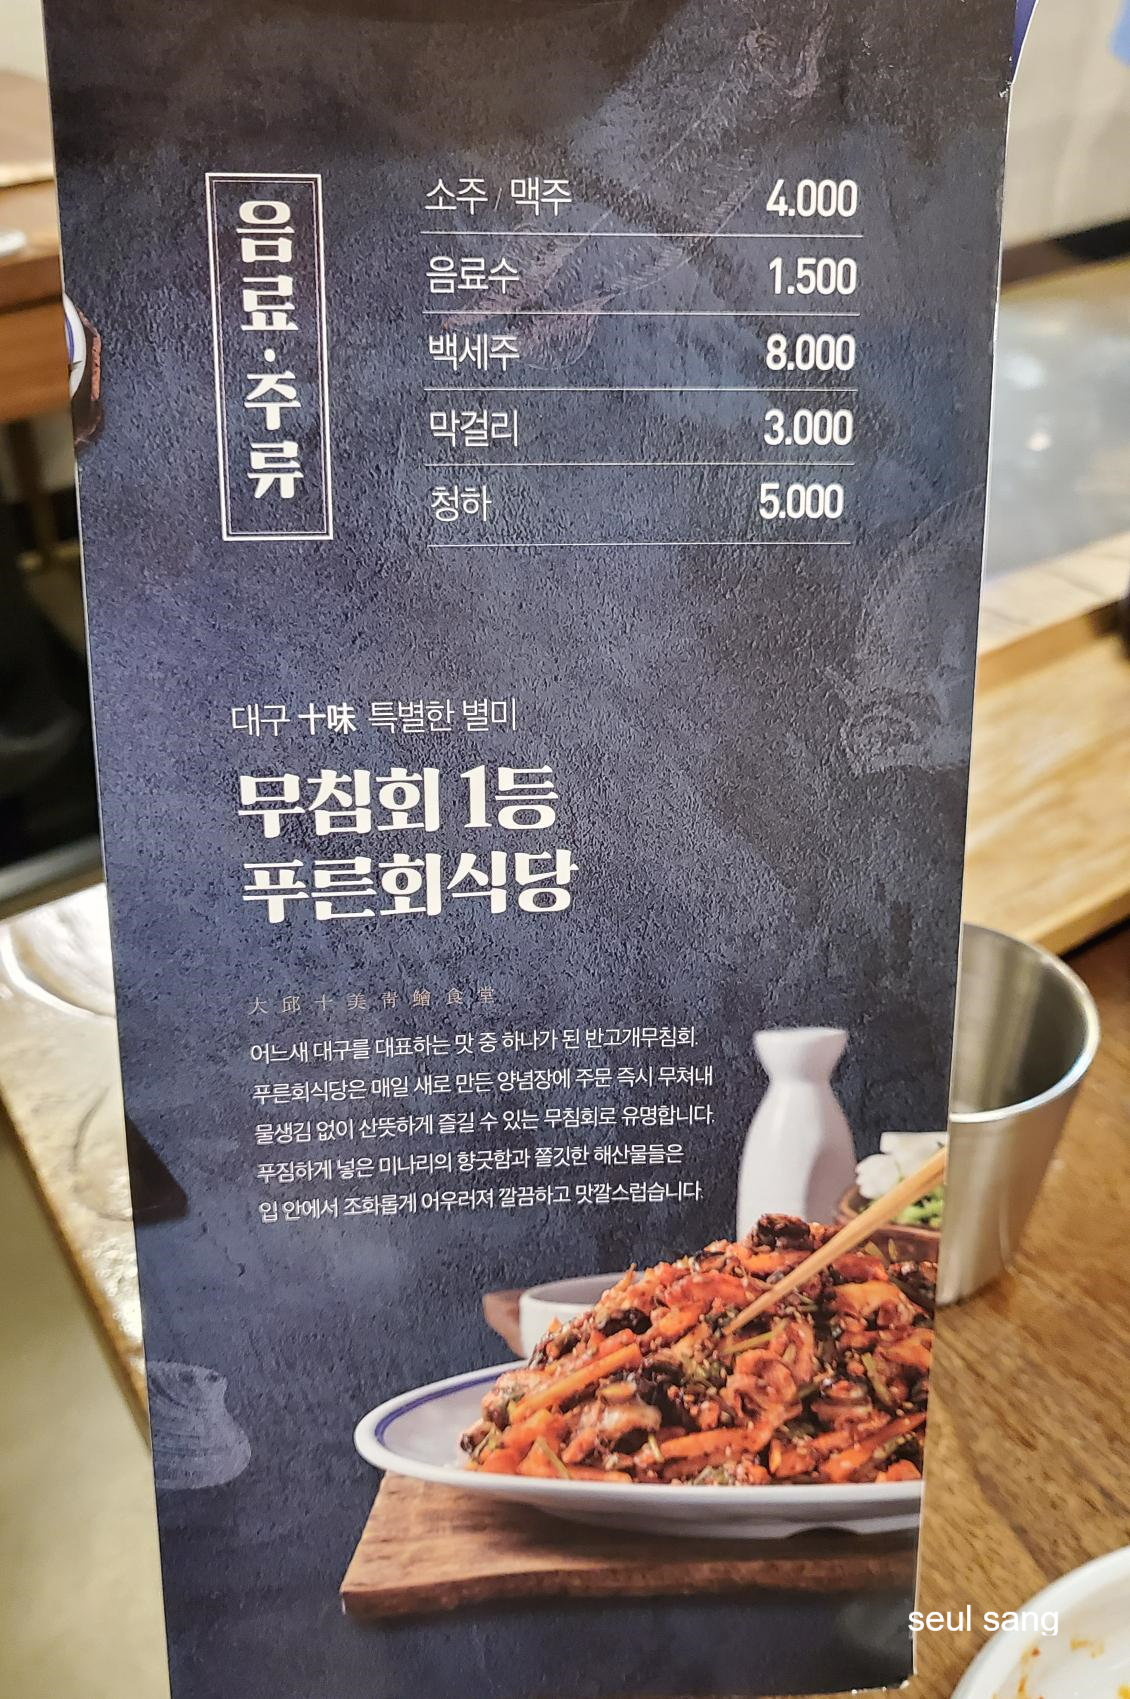 음료·주류
소주 / 맥주 4.000
음료수 1.500
백세주 8.000
막걸리 3.000
청하 5.000
대구 十味 특별한 별미
무침회 1등
푸른회식당
大邱十美靑鱠食堂
어느새 대구를 대표하는 맛 중 하나가 된 반고개무침회.
푸른회식당은 매일 새로 만든 양념장에 주문 즉시 무쳐내
물생김 없이 산뜻하게 즐길 수 있는 무침회로 유명합니다.
푸짐하게 넣은 미나리의 향긋함과 쫄깃한 해산물들은
입 안에서 조화롭게 어우러져 깔끔하고 맛깔스럽습니다.
seul sang